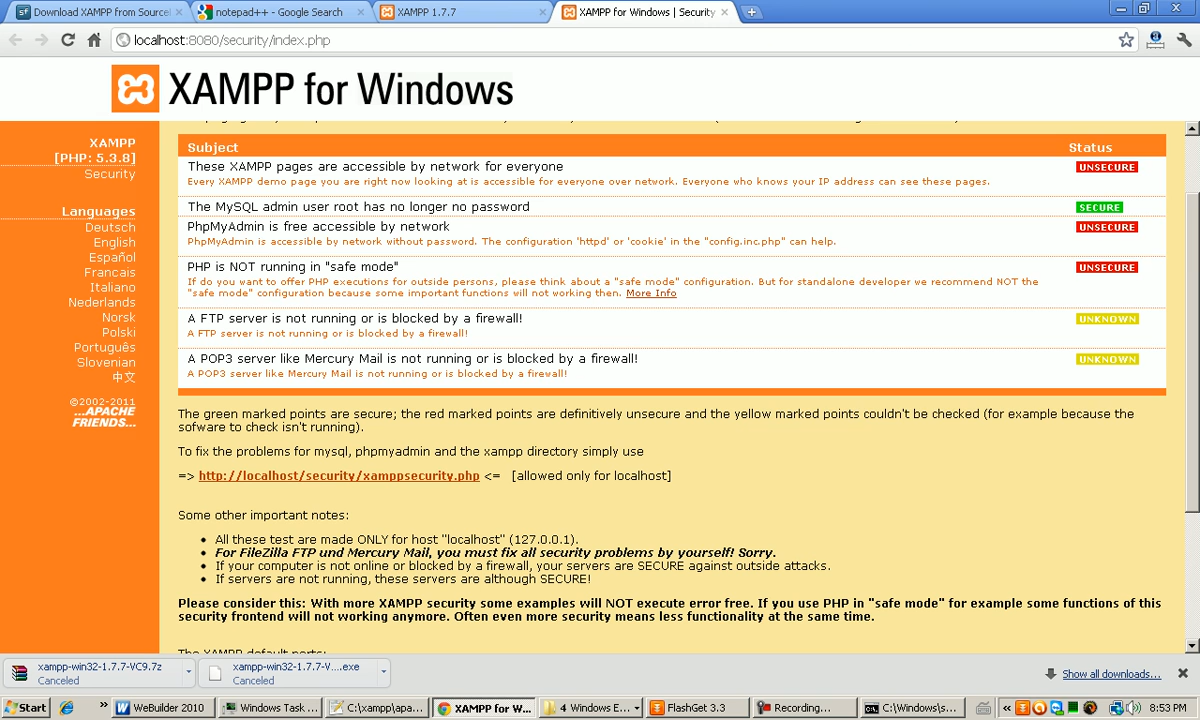 Download XAMPP from Source
notepad++ - Google Search
XAMPP 1.7.7
XAMPP for Windows | Security
localhost:8080/security/index.php
XAMPP for Windows
XAMPP
[PHP: 5.3.8]
Security
Languages
Deutsch
English
Español
Francais
Italiano
Nederlands
Norsk
Polski
Português
Slovenian
中文
©2002-2011
...APACHE
FRIENDS...
Subject Status
These XAMPP pages are accessible by network for everyone UNSECURE
Every XAMPP demo page you are right now looking at is accessible for everyone over network. Everyone who knows your IP address can see these pages.
The MySQL admin user root has no longer no password SECURE
PhpMyAdmin is free accessible by network UNSECURE
PhpMyAdmin is accessible by network without password. The configuration 'httpd' or 'cookie' in the "config.inc.php" can help.
PHP is NOT running in "safe mode" UNSECURE
If do you want to offer PHP executions for outside persons, please think about a "safe mode" configuration. But for standalone developer we recommend NOT the
"safe mode" configuration because some important functions will not working then. More Info
A FTP server is not running or is blocked by a firewall! UNKNOWN
A FTP server is not running or is blocked by a firewall!
A POP3 server like Mercury Mail is not running or is blocked by a firewall! UNKNOWN
A POP3 server like Mercury Mail is not running or is blocked by a firewall!
The green marked points are secure; the red marked points are definitively unsecure and the yellow marked points couldn't be checked (for example because the
sofware to check isn't running).
To fix the problems for mysql, phpmyadmin and the xampp directory simply use
=> http://localhost/security/xamppsecurity.php <= [allowed only for localhost]
Some other important notes:
• All these test are made ONLY for host "localhost" (127.0.0.1).
• For FileZilla FTP und Mercury Mail, you must fix all security problems by yourself! Sorry.
• If your computer is not online or blocked by a firewall, your servers are SECURE against outside attacks.
• If servers are not running, these servers are although SECURE!
Please consider this: With more XAMPP security some examples will NOT execute error free. If you use PHP in "safe mode" for example some functions of this
security frontend will not working anymore. Often even more security means less functionality at the same time.
The XAMPP default ports:
xampp-win32-1.7.7-VC9.7z
Canceled
xampp-win32-1.7.7-V....exe
Canceled
Show all downloads...
Start
»
WeBuilder 2010
Windows Task ...
C:\xampp\apa...
XAMPP for W...
4 Windows E...
FlashGet 3.3
Recording...
C:\Windows\s...
«
8:53 PM